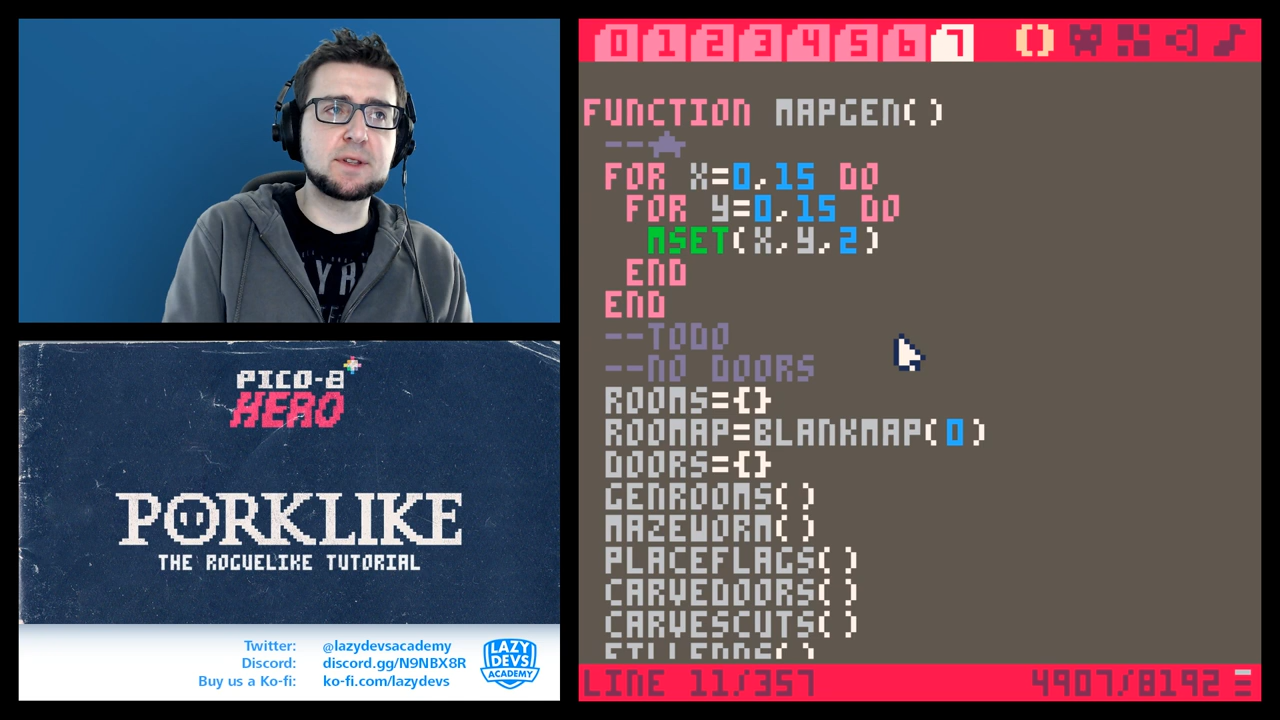 0 1 2 3 4 5 6 7
FUNCTION MAPGEN()
--
FOR X=0,15 DO
FOR Y=0,15 DO
MSET(X,Y,2)
END
END
--TODO
--NO DOORS
ROOMS={}
ROOMAP=BLANKMAP(0)
DOORS={}
GENROOMS()
MAZEWORM()
PLACEFLAGS()
CARVEDOORS()
CARVESCUTS()
LINE 11/357
4907/8192
PICO-8
HERO
PORKLIKE
THE ROGUELIKE TUTORIAL
Twitter: @lazydevsacademy
Discord: discord.gg/N9NBX8R
Buy us a Ko-fi: ko-fi.com/lazydevs
LAZY
DEVS
ACADEMY